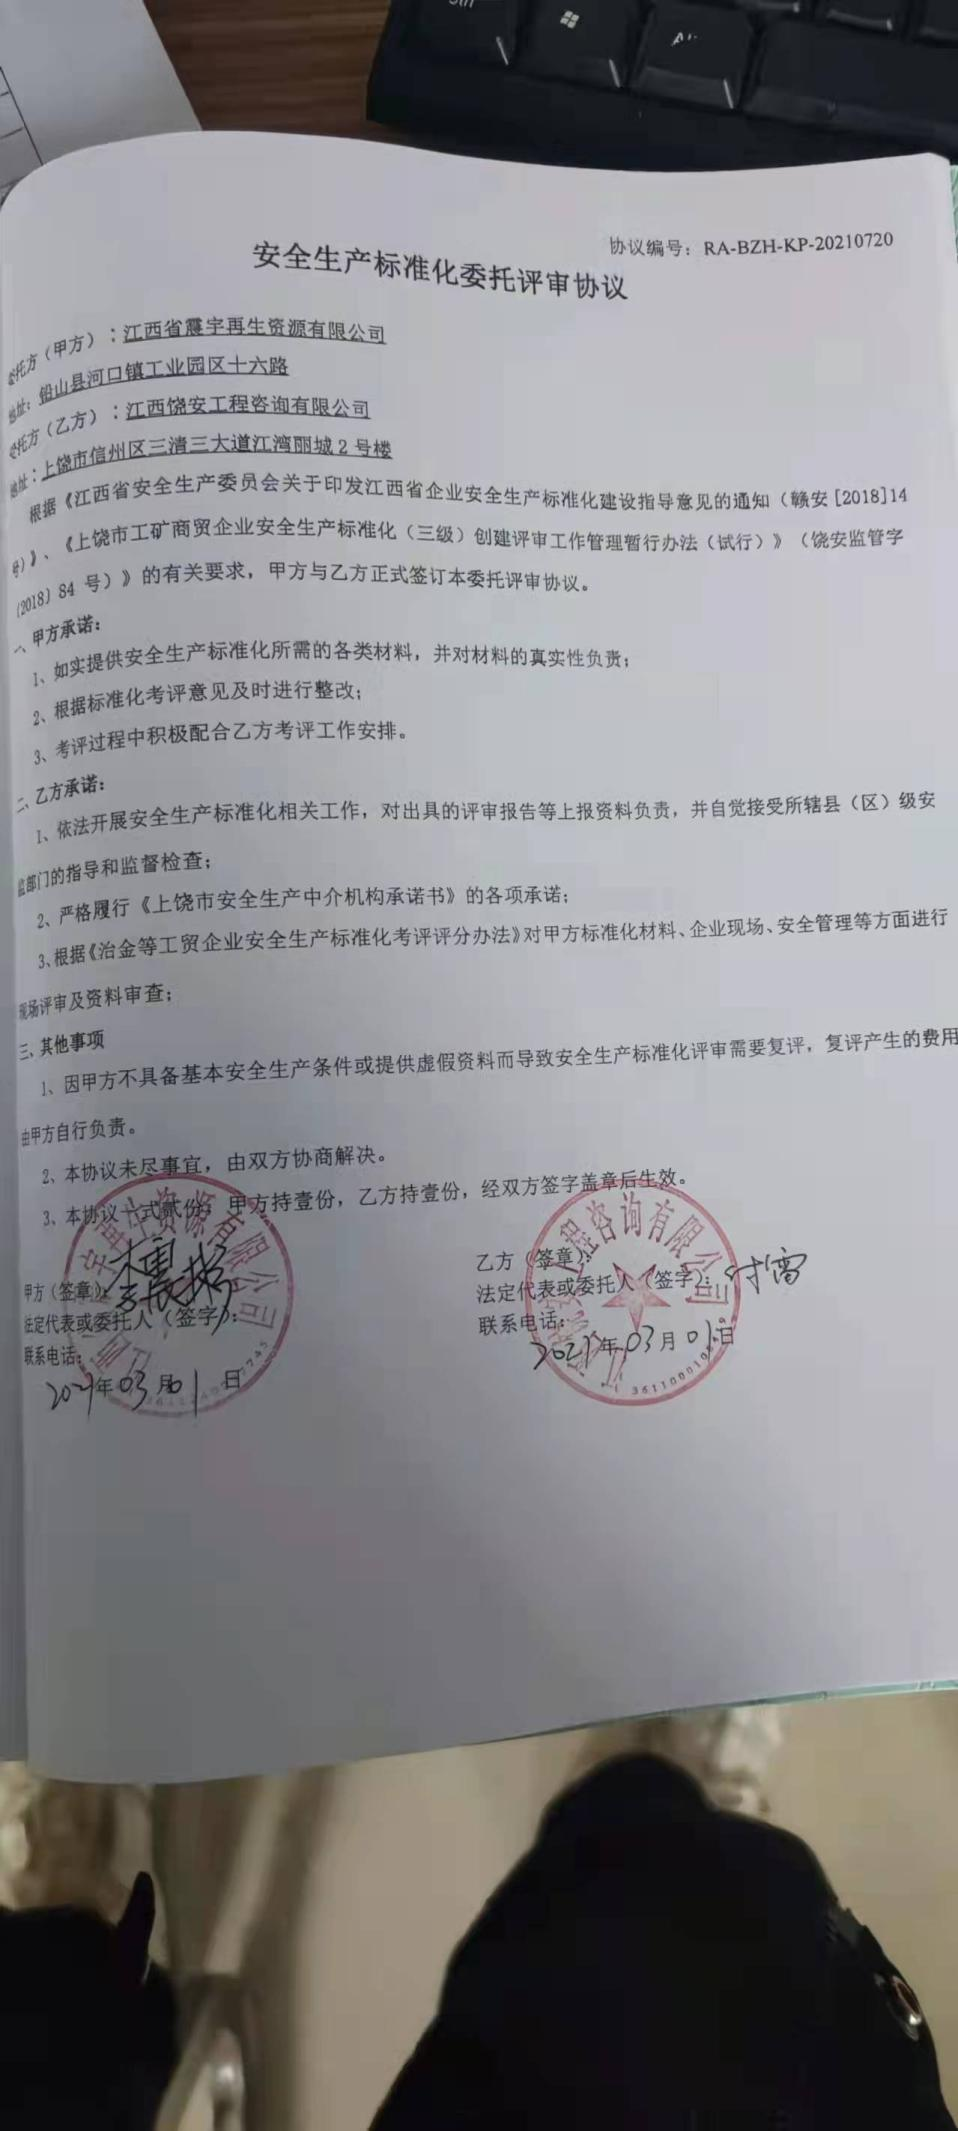 协议编号：RA-BZH-KP-20210720
安全生产标准化委托评审协议
委托方（甲方）：江西省震宇再生资源有限公司
地址：铅山县河口镇工业园区十六路
受托方（乙方）：江西饶安工程咨询有限公司
地址：上饶市信州区三清三大道江湾丽城2号楼
根据《江西省安全生产委员会关于印发江西省企业安全生产标准化建设指导意见的通知（赣安[2018]14
号）》、《上饶市工矿商贸企业安全生产标准化（三级）创建评审工作管理暂行办法（试行）》（饶安监管字
〔2018〕84 号）》的有关要求，甲方与乙方正式签订本委托评审协议。
一、甲方承诺：
1、如实提供安全生产标准化所需的各类材料，并对材料的真实性负责；
2、根据标准化考评意见及时进行整改；
3、考评过程中积极配合乙方考评工作安排。
二、乙方承诺：
1、依法开展安全生产标准化相关工作，对出具的评审报告等上报资料负责，并自觉接受所辖县（区）级安
监部门的指导和监督检查；
2、严格履行《上饶市安全生产中介机构承诺书》的各项承诺；
3、根据《冶金等工贸企业安全生产标准化考评评分办法》对甲方标准化材料、企业现场、安全管理等方面进行
现场评审及资料审查；
三、其他事项
1、因甲方不具备基本安全生产条件或提供虚假资料而导致安全生产标准化评审需要复评，复评产生的费用
由甲方自行负责。
2、本协议未尽事宜，由双方协商解决。
3、本协议一式贰份，甲方持壹份，乙方持壹份，经双方签字盖章后生效。
甲方（签章）：
法定代表或委托人（签字）：
联系电话：
2021年03月01日
乙方（签章）：
法定代表或委托人（签字）：付雷
联系电话：
2021年03月01日